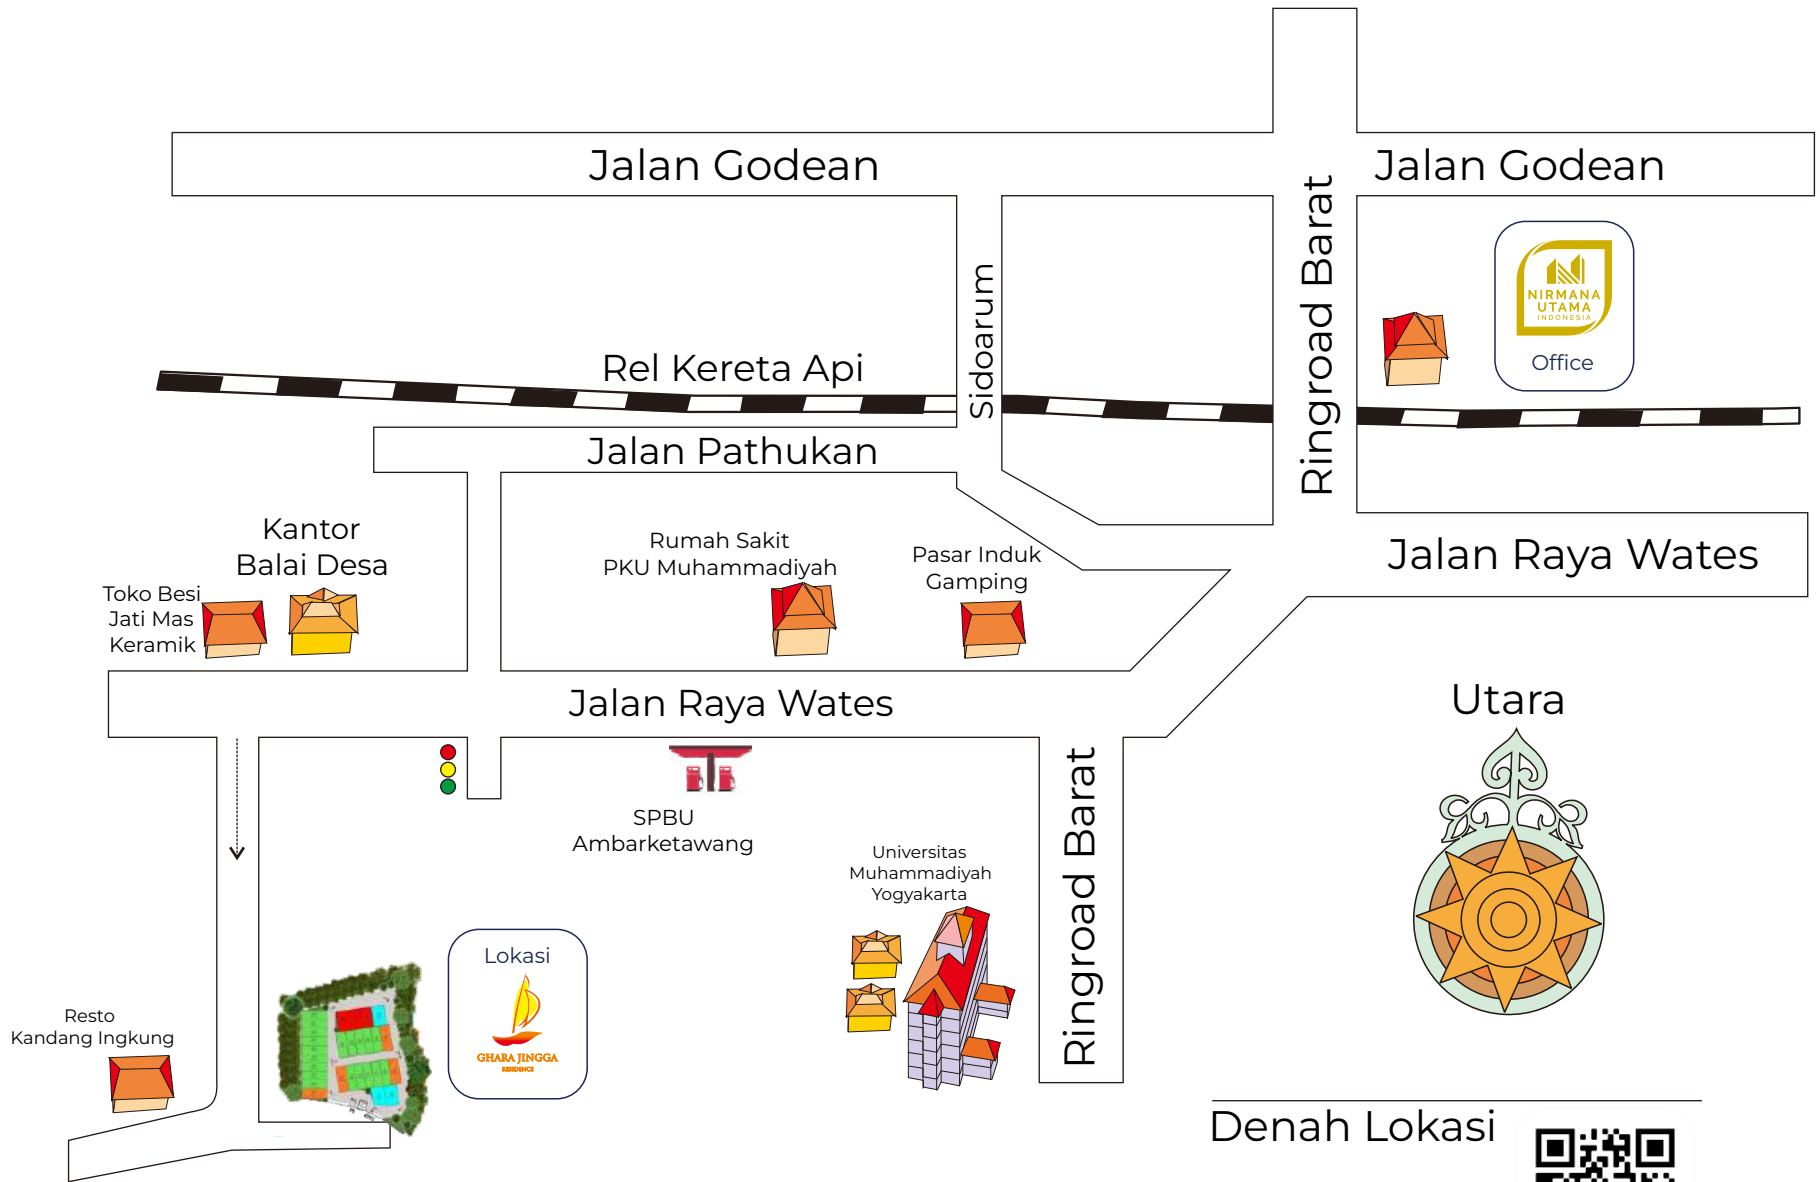 Jalan Godean
Jalan Godean
Ringroad Barat
Sidoarum
NIRMANA
UTAMA
INDONESIA
Office
Rel Kereta Api
Jalan Pathukan
Kantor
Balai Desa
Toko Besi
Jati Mas
Keramik
Rumah Sakit
PKU Muhammadiyah
Pasar Induk
Gamping
Jalan Raya Wates
Jalan Raya Wates
Utara
SPBU
Ambarketawang
Ringroad Barat
Universitas
Muhammadiyah
Yogyakarta
Lokasi
GHARA JINGGA
RESIDENCE
Resto
Kandang Ingkung
Denah Lokasi